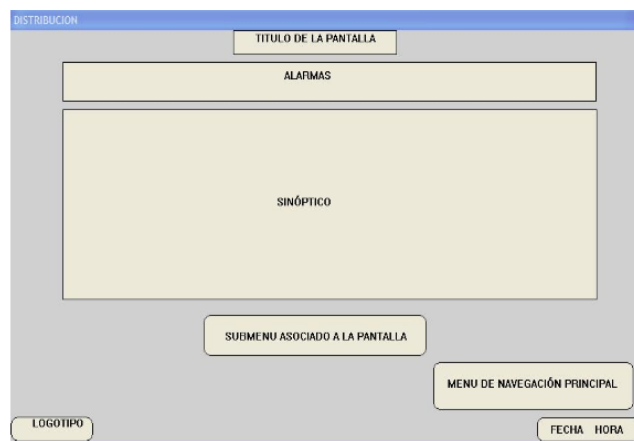 DISTRIBUCION
TITULO DE LA PANTALLA
ALARMAS
SINÓPTICO
SUBMENU ASOCIADO A LA PANTALLA
MENU DE NAVEGACIÓN PRINCIPAL
LOGOTIPO
FECHA HORA